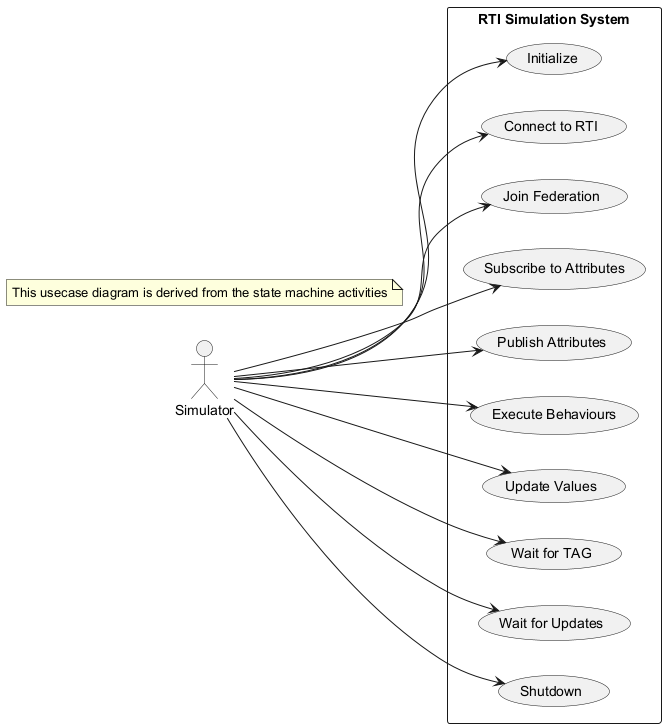 RTI Simulation System
Initialize
Connect to RTI
Join Federation
Subscribe to Attributes
This usecase diagram is derived from the state machine activities
Publish Attributes
Simulator
Execute Behaviours
Update Values
Wait for TAG
Wait for Updates
Shutdown